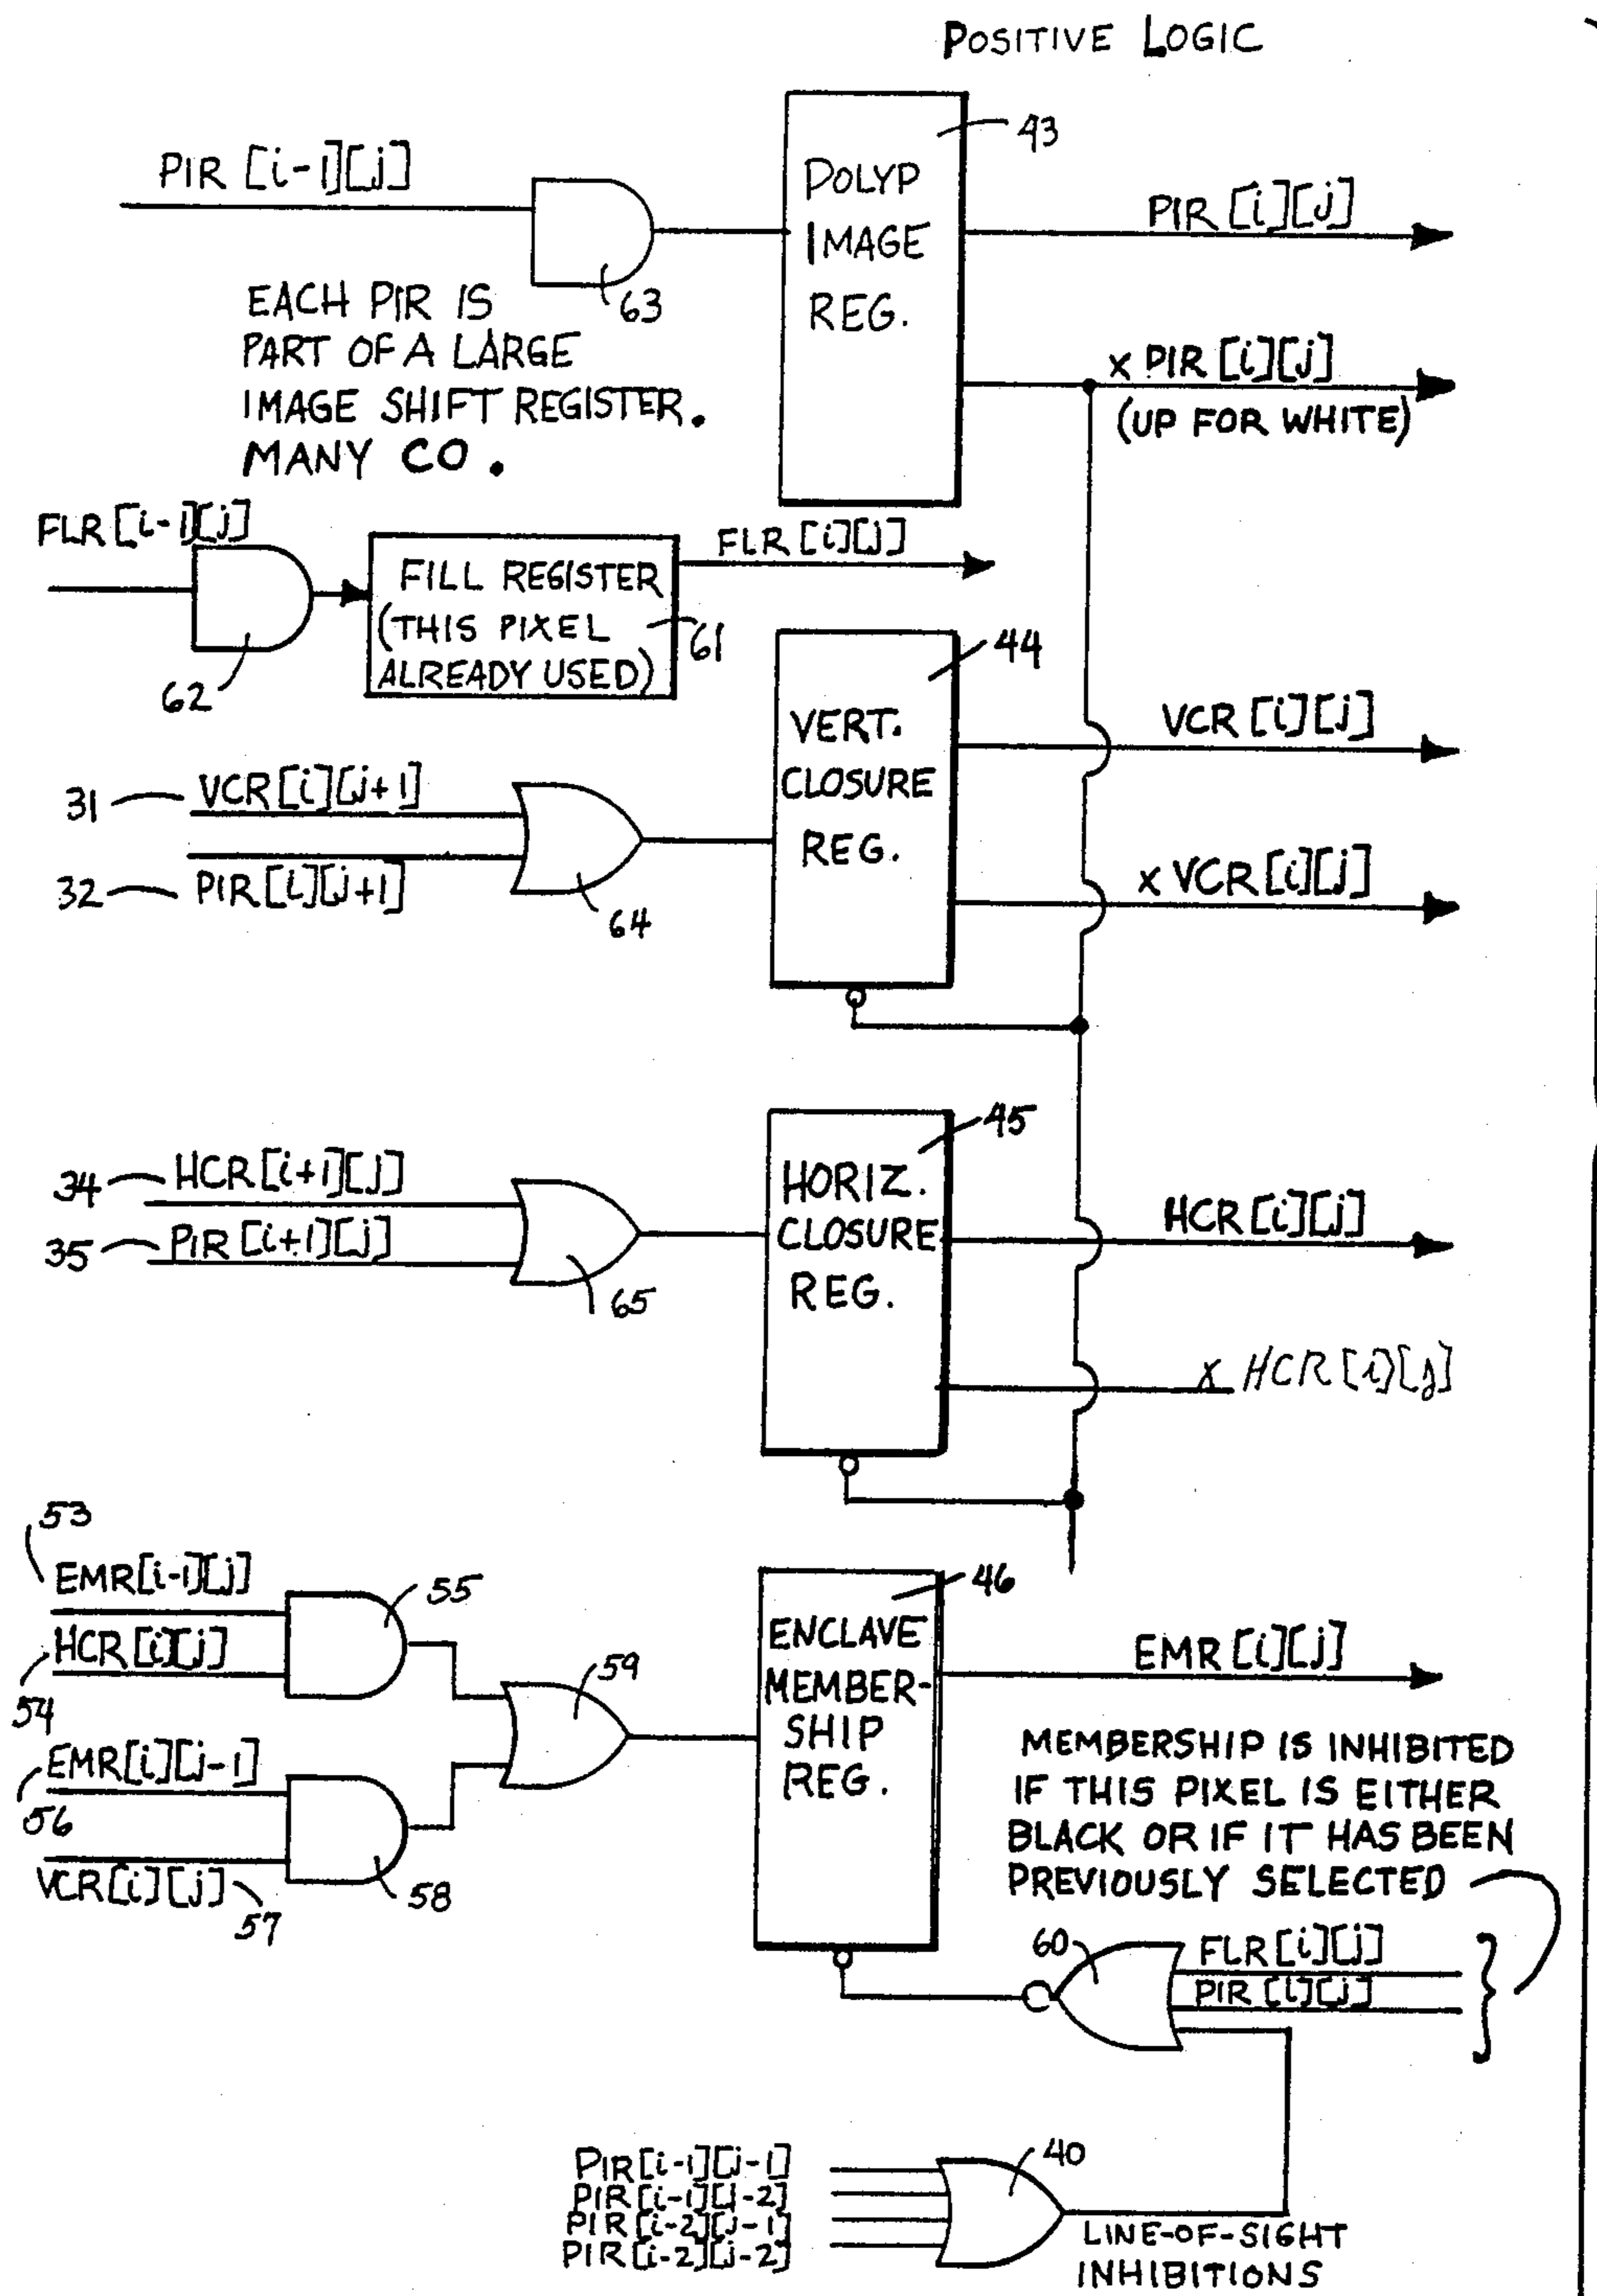 POSITIVE LOGIC
PIR [i-1][j]
43
POLYP
IMAGE
REG.
PIR [i][j]
63
EACH PIR IS
PART OF A LARGE
IMAGE SHIFT REGISTER.
MANY CO.
x PIR [i][j]
(UP FOR WHITE)
FLR [i-1][j]
62
FILL REGISTER
(THIS PIXEL
ALREADY USED)
61
FLR [i][j]
44
VERT.
CLOSURE
REG.
VCR [i][j]
31
VCR [i][j+1]
32
PIR [i][j+1]
64
x VCR [i][j]
45
HORIZ.
CLOSURE
REG.
34
HCR [i+1][j]
35
PIR [i+1][j]
65
HCR [i][j]
x HCR [i][j]
53
EMR [i-1][j]
55
HCR [i][j]
54
59
EMR [i][j-1]
56
VCR [i][j]
57
58
46
ENCLAVE
MEMBER-
SHIP
REG.
EMR [i][j]
MEMBERSHIP IS INHIBITED
IF THIS PIXEL IS EITHER
BLACK OR IF IT HAS BEEN
PREVIOUSLY SELECTED
60
FLR [i][j]
PIR [i][j]
PIR [i-1][j-1]
PIR [i-1][j-2]
PIR [i-2][j-1]
PIR [i-2][j-2]
40
LINE-OF-SIGHT
INHIBITIONS